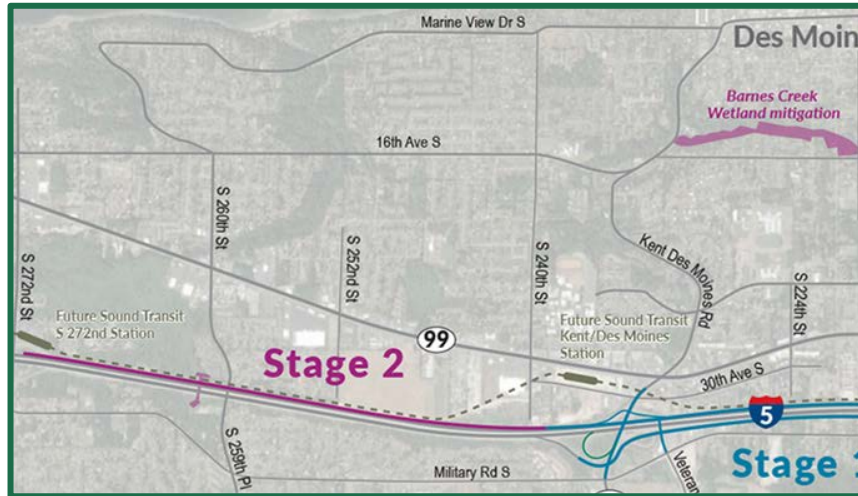 Marine View Dr S
Des Moin
Barnes Creek
Wetland mitigation
16th Ave S
S 260th St
S 252nd St
S 240th St
Kent Des Moines Rd
S 272nd St
S 224th St
Future Sound Transit
S 272nd Station
99
Future Sound Transit
Kent/Des Moines
Station
Stage 2
30th Ave S
5
S 259th Pl
Military Rd S
Veteran
Stage 1